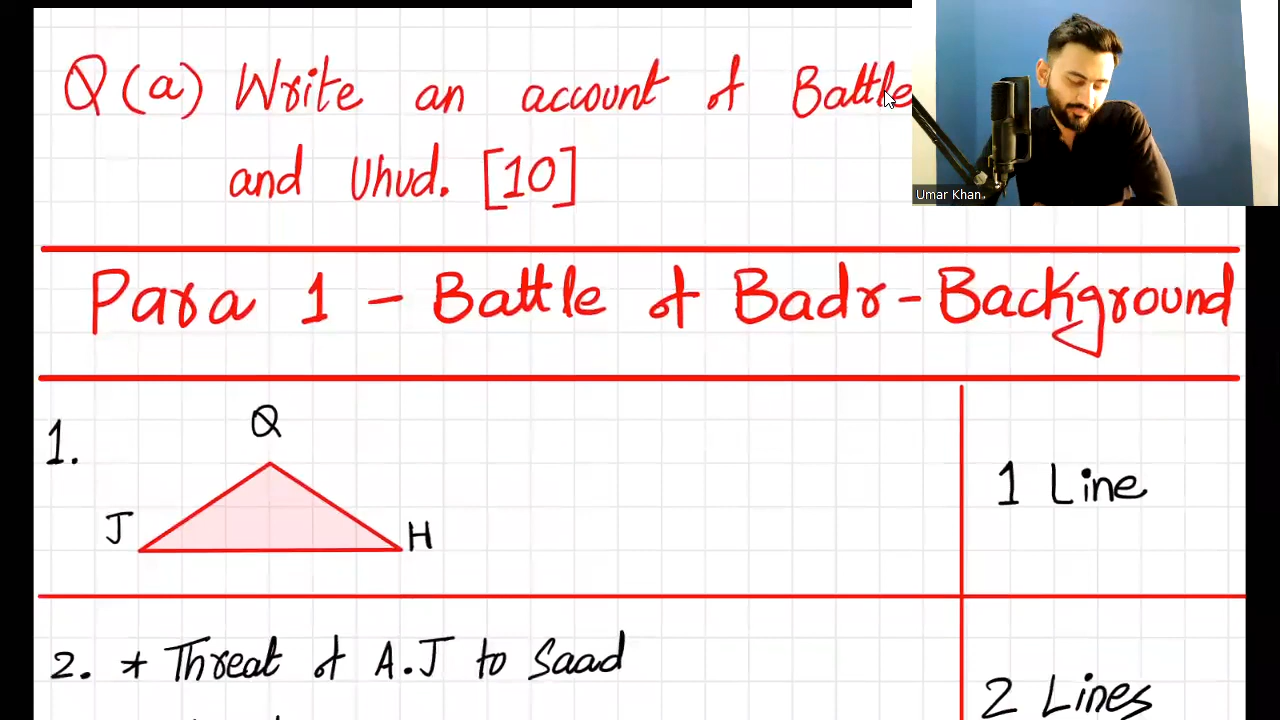 Q (a) Write an account of Battle
and Uhud. [10]
Umar Khan
Para 1 - Battle of Badr-Background
1.
Q
J
H
1 Line
2. * Threat of A.J to Saad
2 Lines